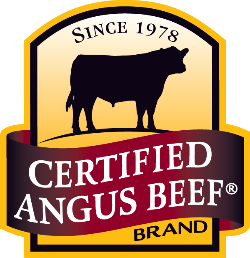 SINCE 1978
CERTIFIED
ANGUS BEEF®
BRAND